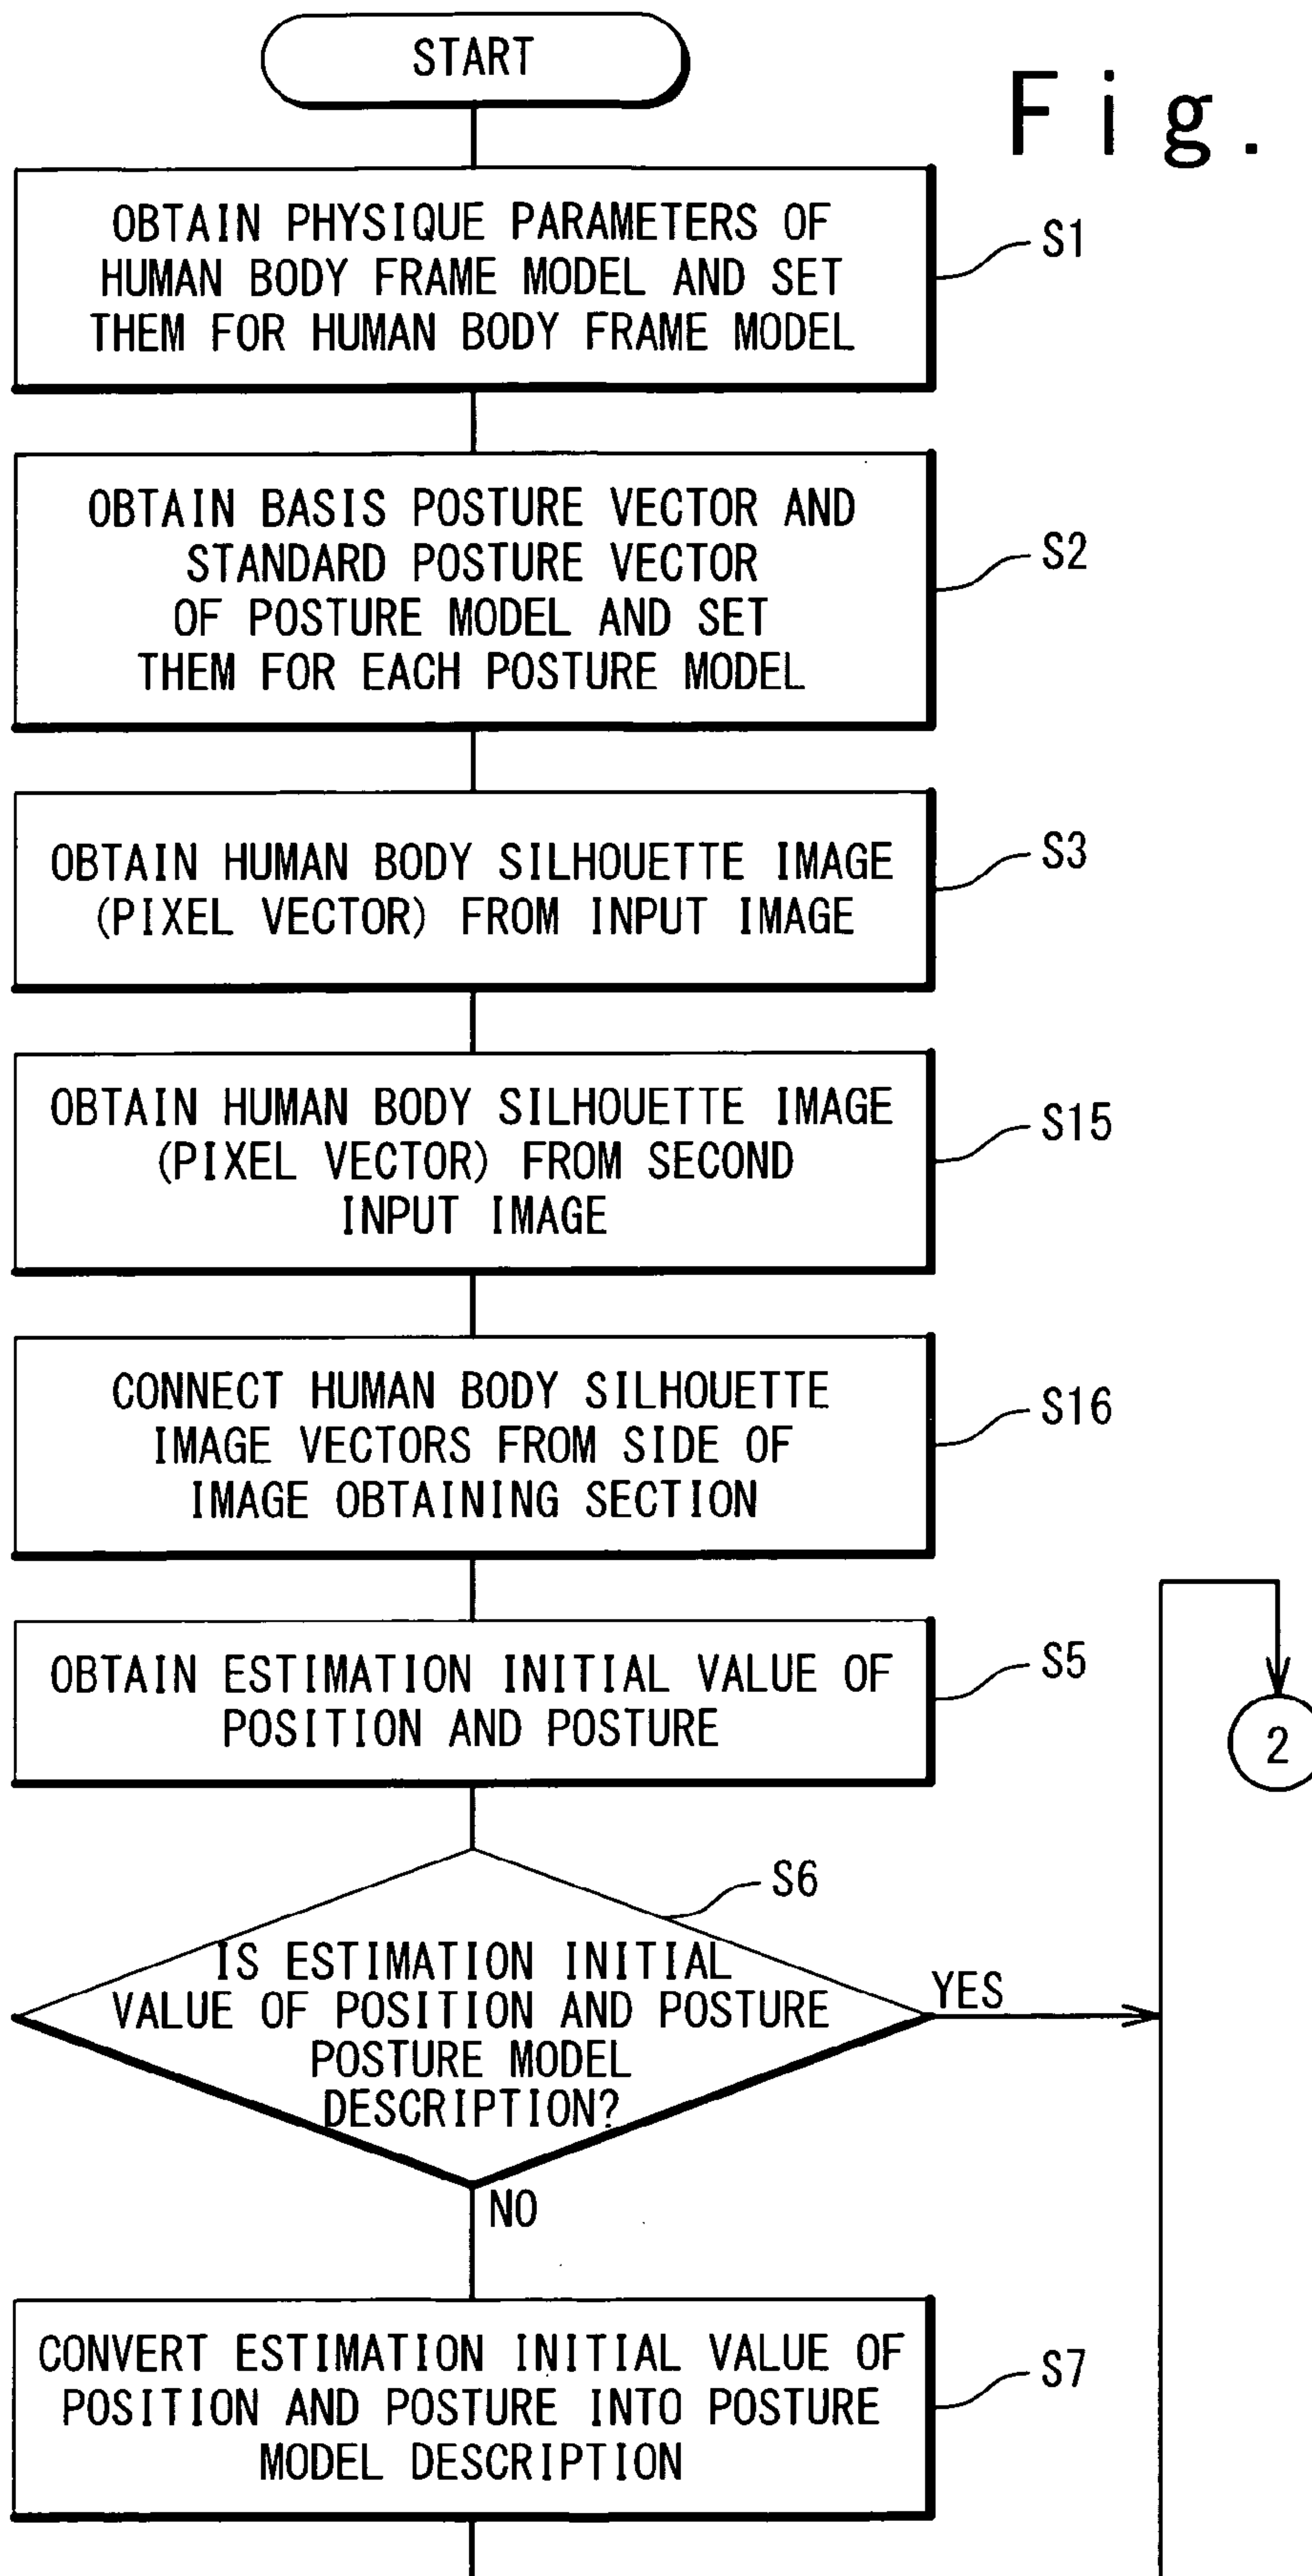 START
Fig.
OBTAIN PHYSIQUE PARAMETERS OF
HUMAN BODY FRAME MODEL AND SET
THEM FOR HUMAN BODY FRAME MODEL
S1
OBTAIN BASIS POSTURE VECTOR AND
STANDARD POSTURE VECTOR
OF POSTURE MODEL AND SET
THEM FOR EACH POSTURE MODEL
S2
OBTAIN HUMAN BODY SILHOUETTE IMAGE
(PIXEL VECTOR) FROM INPUT IMAGE
S3
OBTAIN HUMAN BODY SILHOUETTE IMAGE
(PIXEL VECTOR) FROM SECOND
INPUT IMAGE
S15
CONNECT HUMAN BODY SILHOUETTE
IMAGE VECTORS FROM SIDE OF
IMAGE OBTAINING SECTION
S16
OBTAIN ESTIMATION INITIAL VALUE OF
POSITION AND POSTURE
S5
2
S6
IS ESTIMATION INITIAL
VALUE OF POSITION AND POSTURE
POSTURE MODEL
DESCRIPTION?
YES
NO
CONVERT ESTIMATION INITIAL VALUE OF
POSITION AND POSTURE INTO POSTURE
MODEL DESCRIPTION
S7